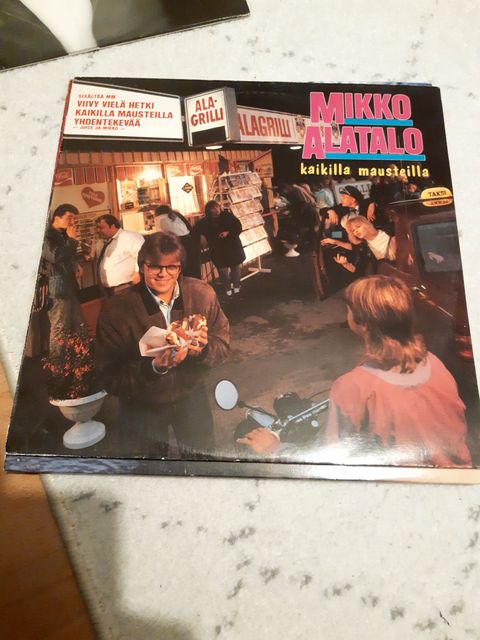 SISÄLTÄÄ MM.
VIIVY VIELÄ HETKI
KAIKILLA MAUSTEILLA
YHDENTEKEVÄÄ
— JUICE JA MIKKO —
ALA-
GRILLI
ALAGRILLI
MIKKO
ALATALO
kaikilla mausteilla
TAKSI